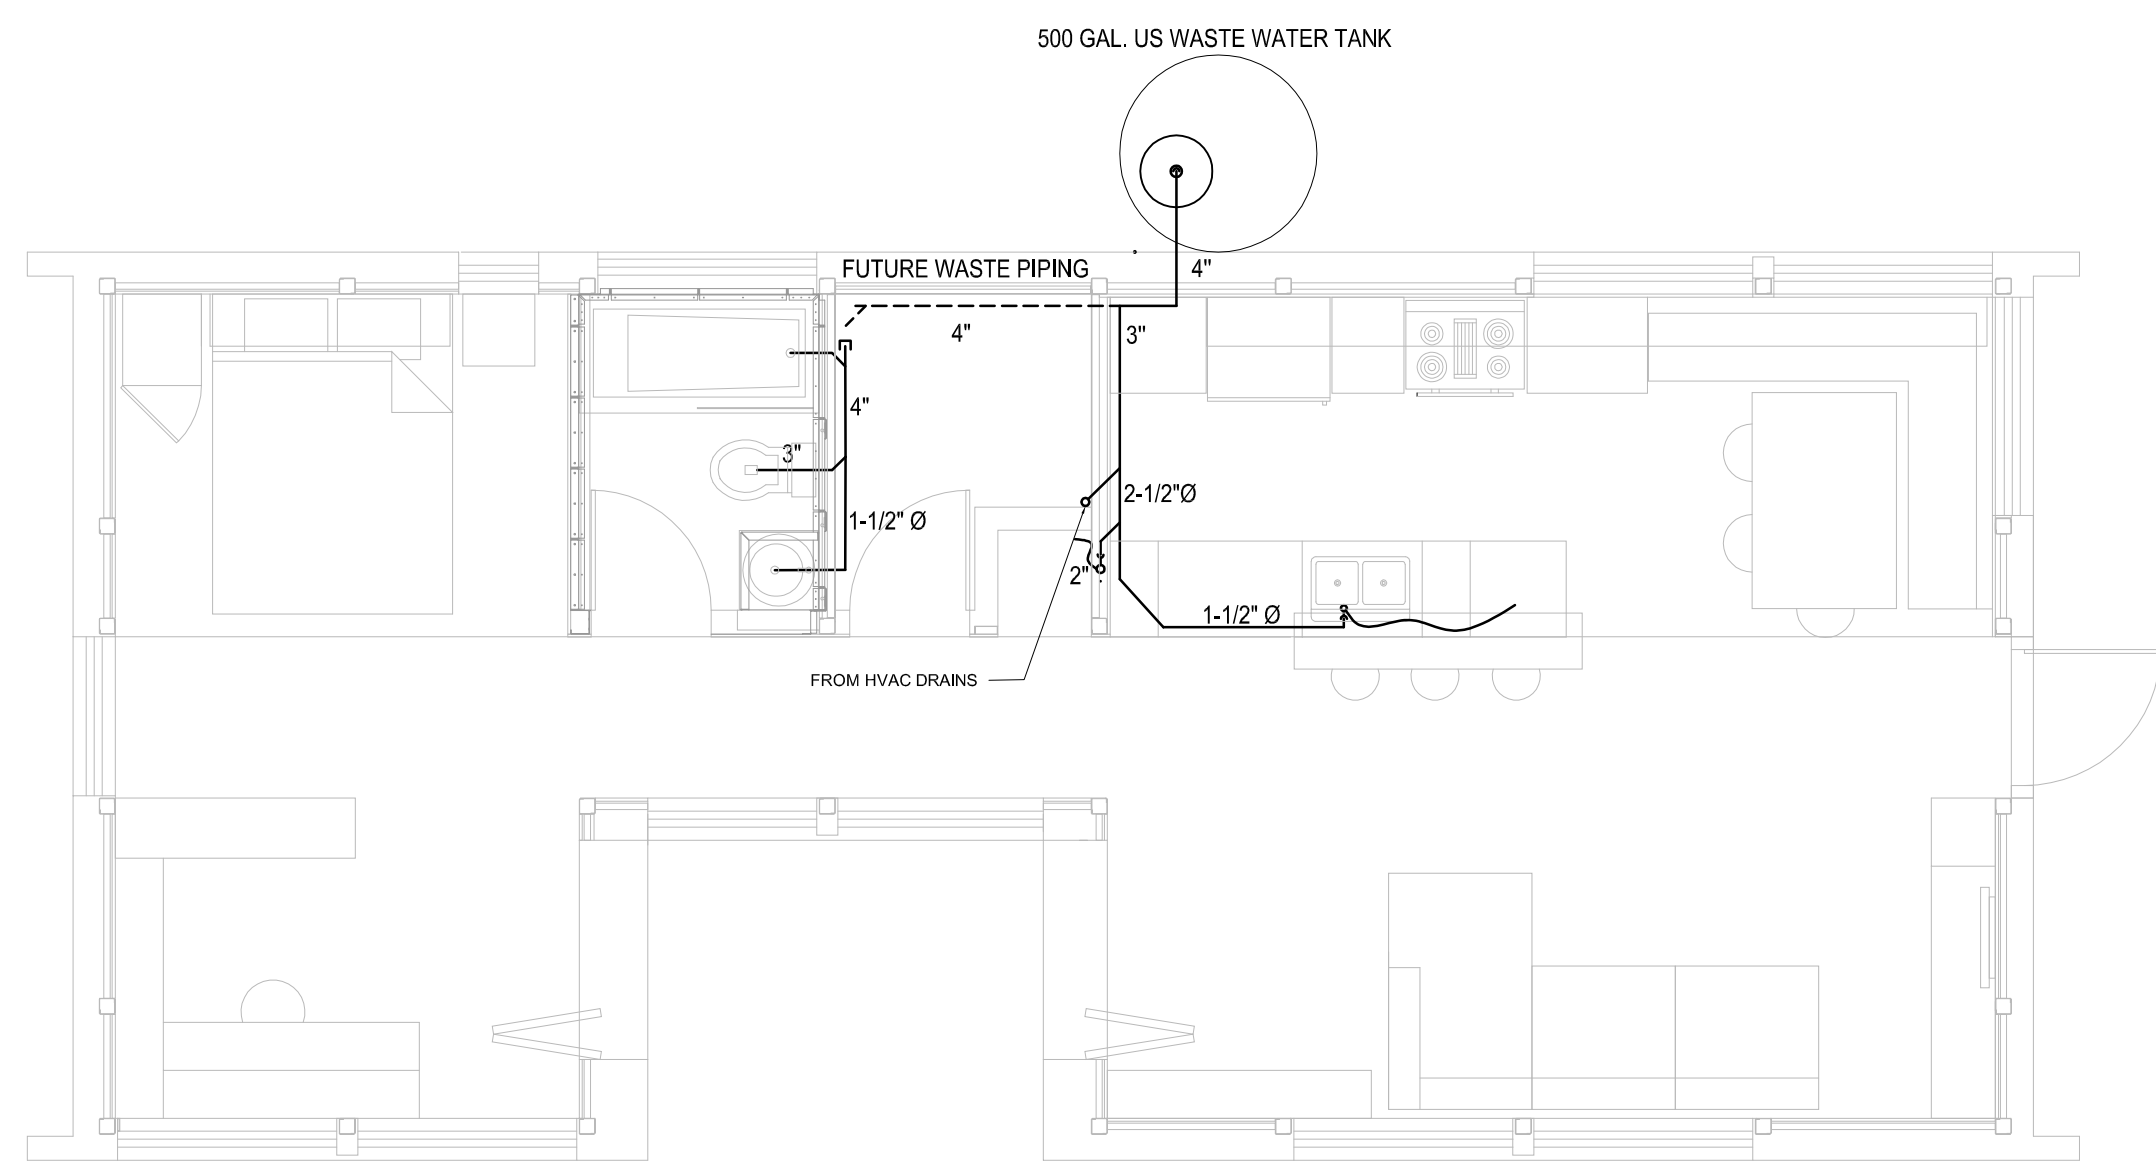 500 GAL. US WASTE WATER TANK
FUTURE WASTE PIPING
4"
4"
3"
4"
3"
2-1/2"Ø
1-1/2" Ø
2"
1-1/2" Ø
FROM HVAC DRAINS